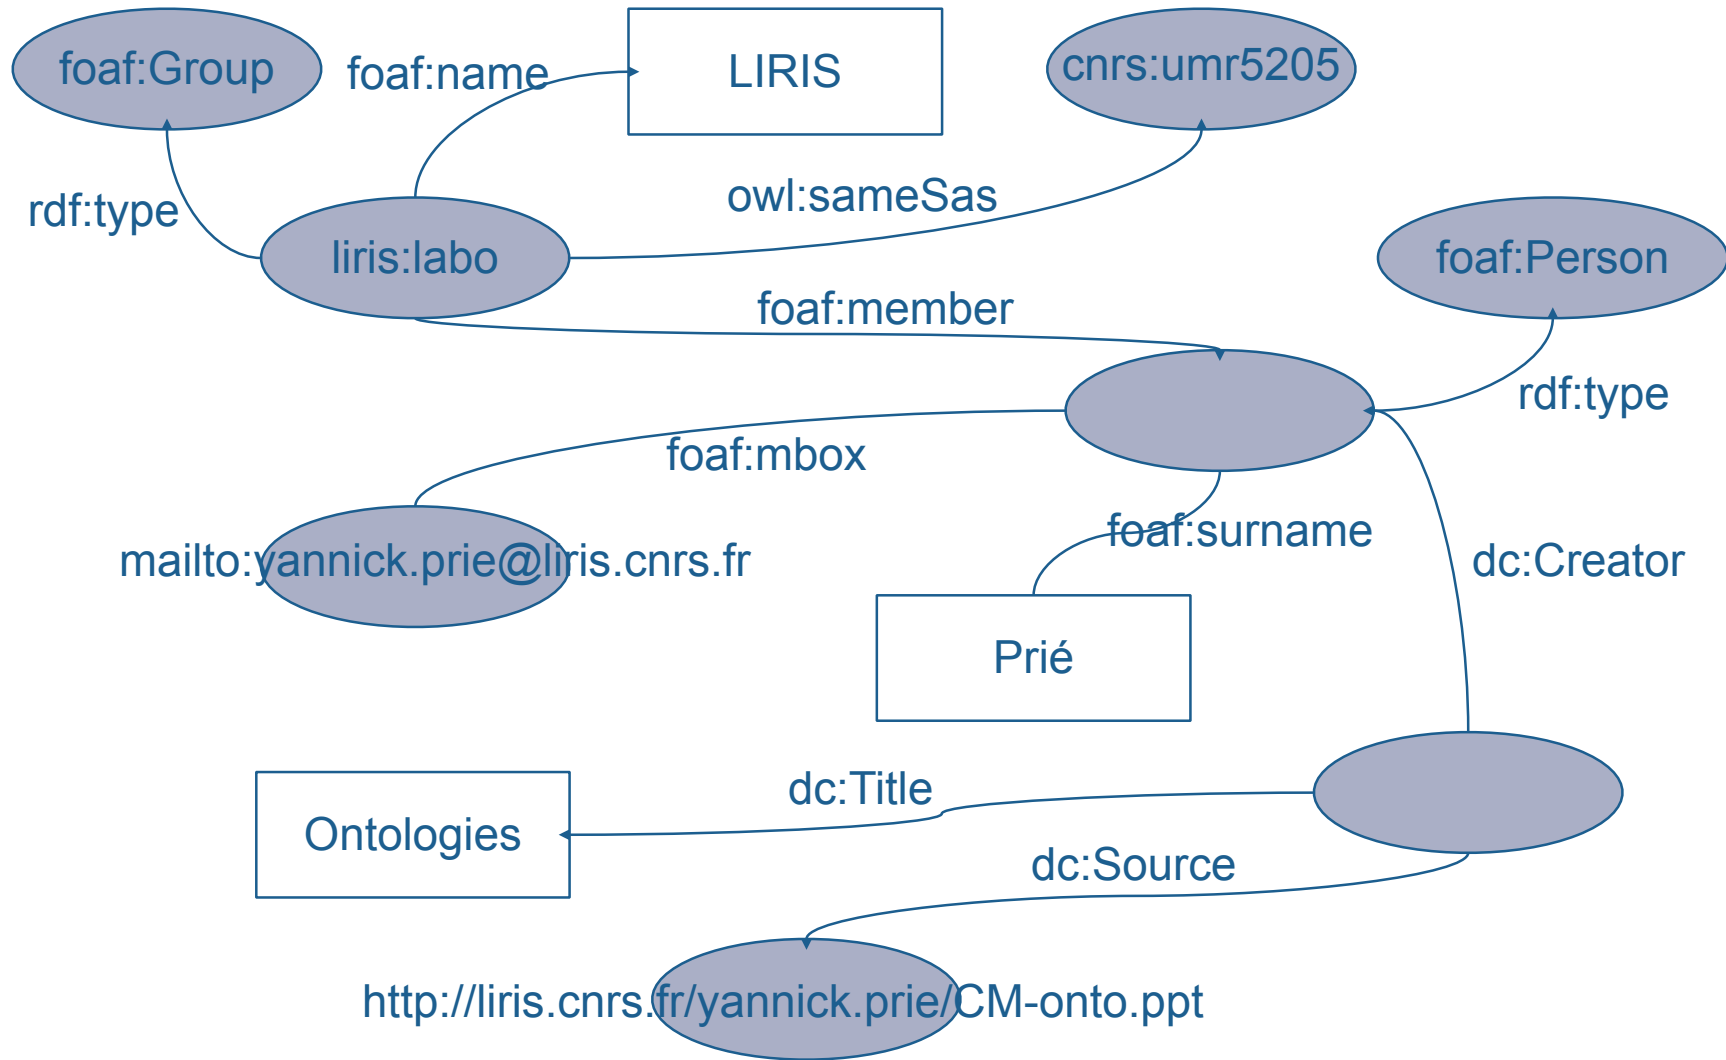 foaf:Group
foaf:name
LIRIS
cnrs:umr5205
rdf:type
owl:sameSas
liris:labo
foaf:Person
foaf:member
rdf:type
foaf:mbox
foaf:surname
mailto:yannick.prie@liris.cnrs.fr
dc:Creator
Prié
dc:Title
Ontologies
dc:Source
http://liris.cnrs.fr/yannick.prie/CM-onto.ppt